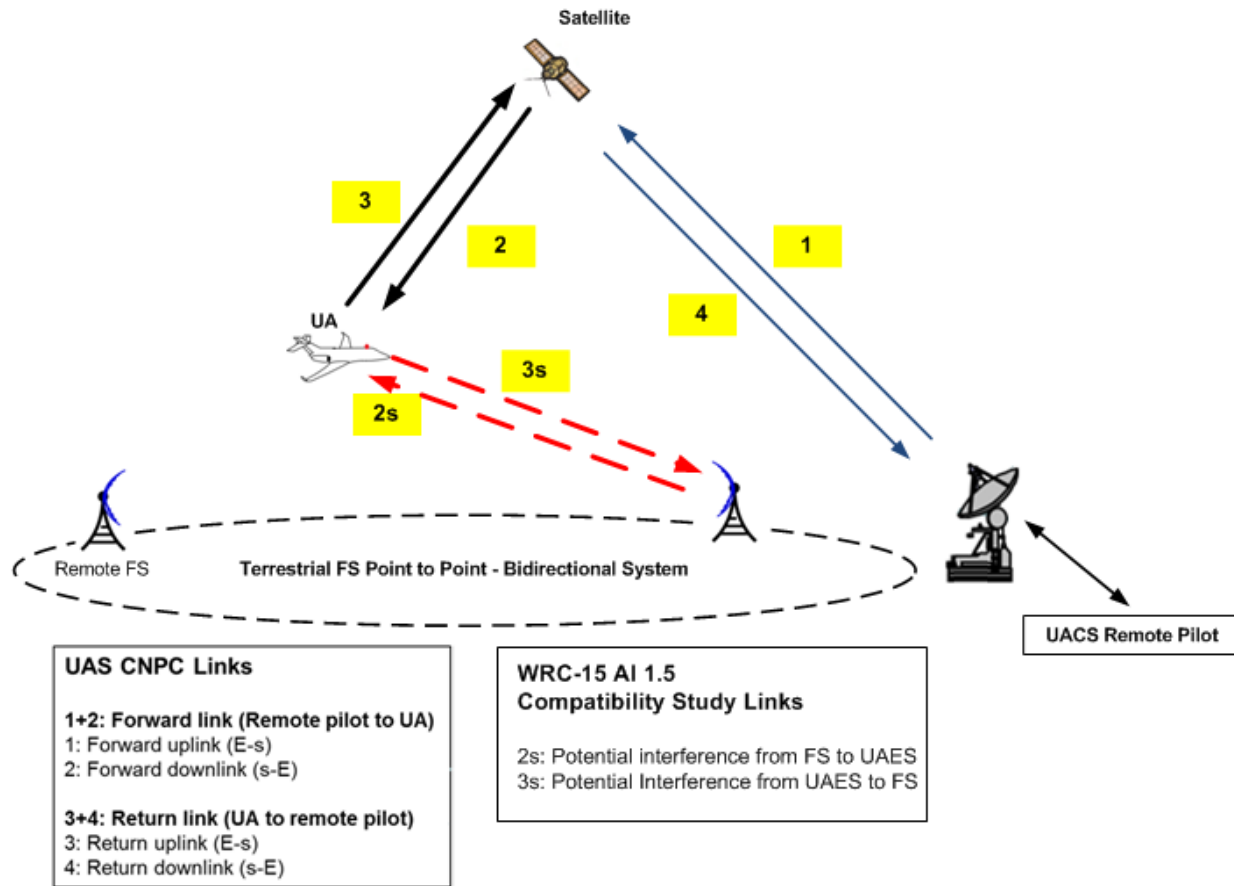 Satellite
3
2
1
4
UA
3s
2s
Remote FS
Terrestrial FS Point to Point - Bidirectional System
UACS Remote Pilot
UAS CNPC Links
1+2: Forward link (Remote pilot to UA)
1: Forward uplink (E-s)
2: Forward downlink (s-E)
3+4: Return link (UA to remote pilot)
3: Return uplink (E-s)
4: Return downlink (s-E)
WRC-15 AI 1.5
Compatibility Study Links
2s: Potential interference from FS to UAES
3s: Potential Interference from UAES to FS